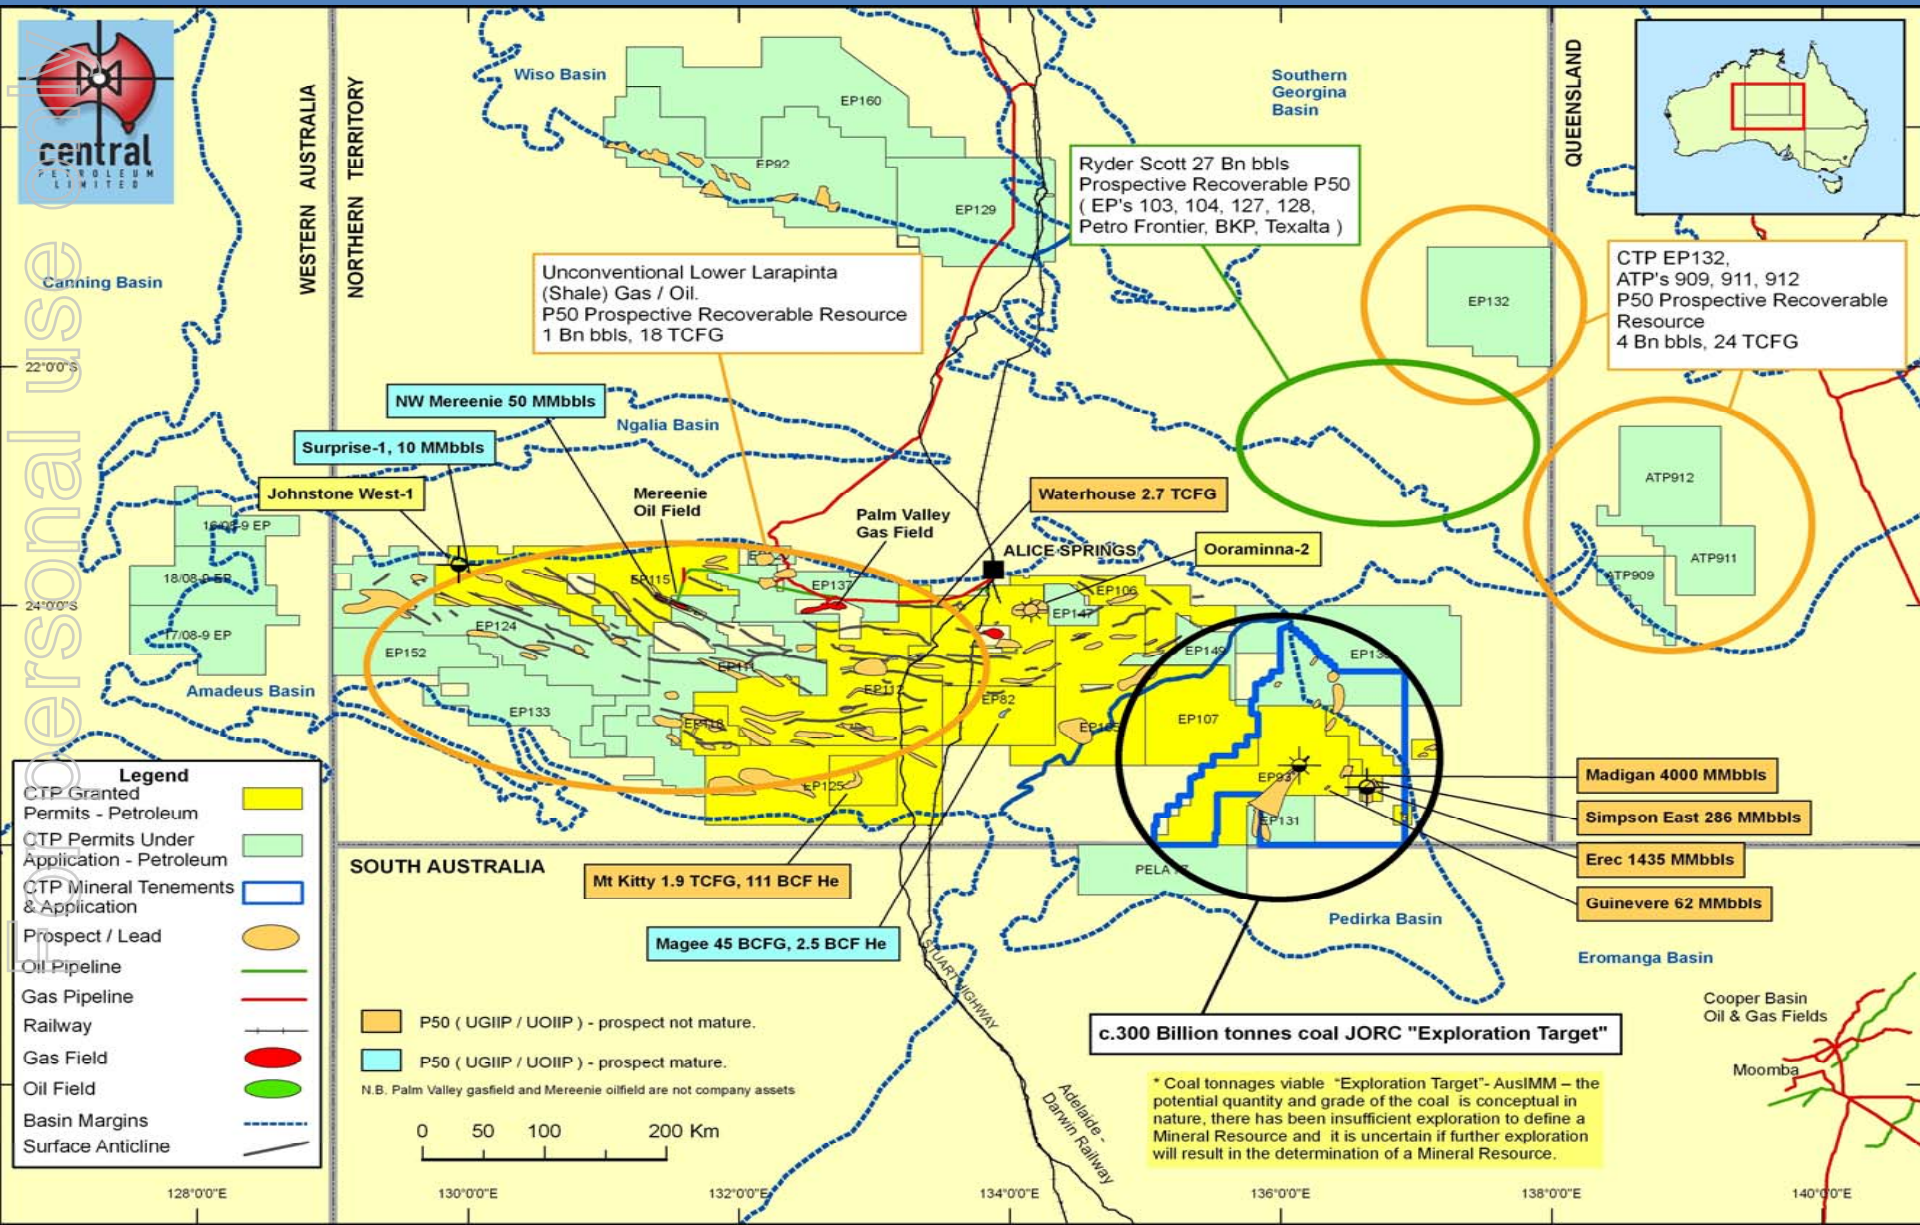 For personal use only
central
PETROLEUM
LIMITED
WESTERN AUSTRALIA
NORTHERN TERRITORY
QUEENSLAND
SOUTH AUSTRALIA
Wiso Basin
Southern
Georgina
Basin
Canning Basin
Ngalia Basin
Amadeus Basin
Pedirka Basin
Eromanga Basin
EP160
EP92
EP129
Ryder Scott 27 Bn bbls
Prospective Recoverable P50
( EP's 103, 104, 127, 128,
Petro Frontier, BKP, Texalta )
Unconventional Lower Larapinta
(Shale) Gas / Oil.
P50 Prospective Recoverable Resource
1 Bn bbls, 18 TCFG
EP132
CTP EP132,
ATP's 909, 911, 912
P50 Prospective Recoverable
Resource
4 Bn bbls, 24 TCFG
22°0'0"S
24°0'0"S
NW Mereenie 50 MMbbls
Surprise-1, 10 MMbbls
Johnstone West-1
Mereenie
Oil Field
Palm Valley
Gas Field
Waterhouse 2.7 TCFG
ALICE SPRINGS
Ooraminna-2
ATP912
ATP911
ATP909
16/08-9 EP
18/08-9 EP
17/08-9 EP
EP115
EP137
EP106
EP147
EP124
EP152
EP112
EP149
EP133
EP118
EP82
EP107
EP125
EP93
EP131
Madigan 4000 MMbbls
Simpson East 286 MMbbls
Erec 1435 MMbbls
Guinevere 62 MMbbls
Mt Kitty 1.9 TCFG, 111 BCF He
Magee 45 BCFG, 2.5 BCF He
Legend
CTP Granted
Permits - Petroleum
CTP Permits Under
Application - Petroleum
CTP Mineral Tenements
& Application
Prospect / Lead
Oil Pipeline
Gas Pipeline
Railway
Gas Field
Oil Field
Basin Margins
Surface Anticline
P50 ( UGIIP / UOIIP ) - prospect not mature.
P50 ( UGIIP / UOIIP ) - prospect mature.
N.B. Palm Valley gasfield and Mereenie oilfield are not company assets
0 50 100 200 Km
STUART HIGHWAY
Adelaide -
Darwin Railway
c.300 Billion tonnes coal JORC "Exploration Target"
* Coal tonnages viable “Exploration Target”- AusIMM – the
potential quantity and grade of the coal is conceptual in
nature, there has been insufficient exploration to define a
Mineral Resource and it is uncertain if further exploration
will result in the determination of a Mineral Resource.
Cooper Basin
Oil & Gas Fields
Moomba
128°0'0"E
130°0'0"E
132°0'0"E
134°0'0"E
136°0'0"E
138°0'0"E
140°0'0"E